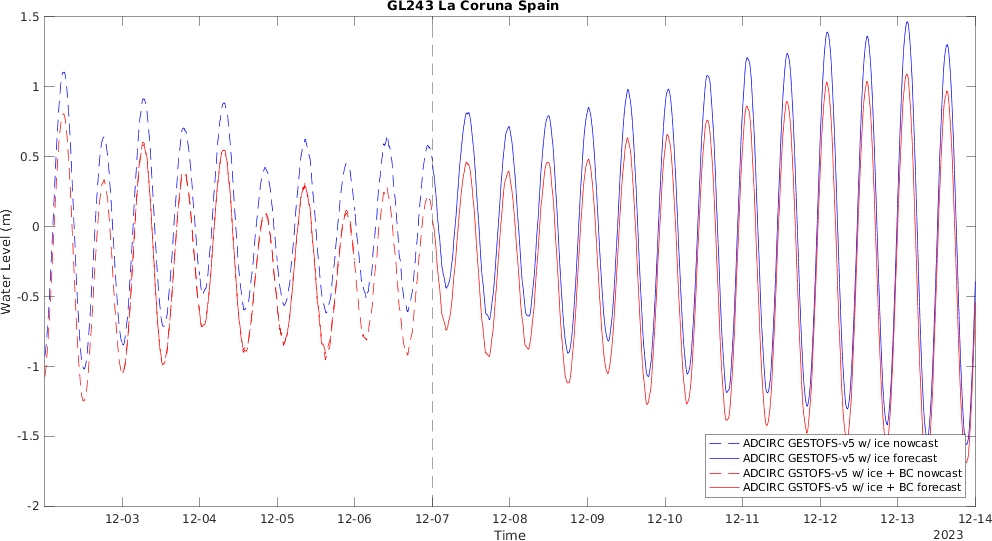 GL243 La Coruna Spain
1.5
1
0.5
0
-0.5
-1
-1.5
-2
Water Level (m)
ADCIRC GESTOFS-v5 w/ ice nowcast
ADCIRC GESTOFS-v5 w/ ice forecast
ADCIRC GSTOFS-v5 w/ ice + BC nowcast
ADCIRC GSTOFS-v5 w/ ice + BC forecast
12-03 12-04 12-05 12-06 12-07 12-08 12-09 12-10 12-11 12-12 12-13 12-14
Time
2023